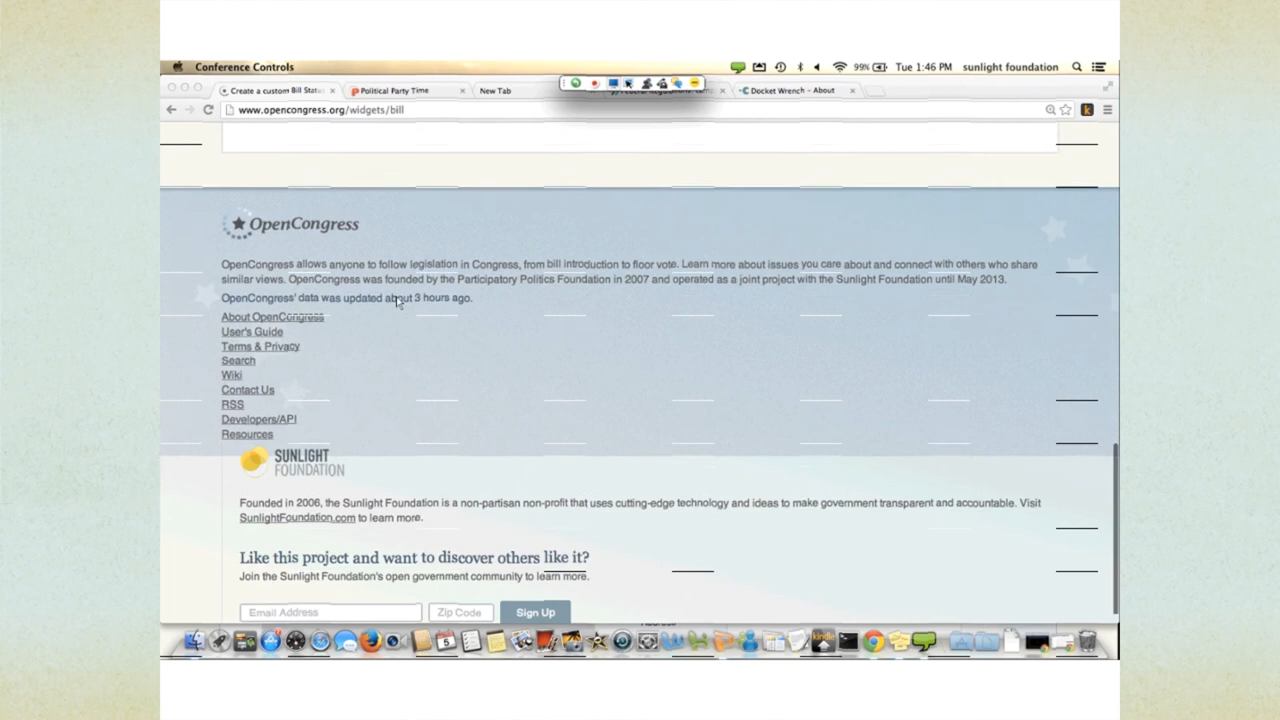 Conference Controls
99%
Tue 1:46 PM
sunlight foundation
Create a custom Bill Statu
Political Party Time
New Tab
Docket Wrench – About
www.opencongress.org/widgets/bill
OpenCongress
OpenCongress allows anyone to follow legislation in Congress, from bill introduction to floor vote. Learn more about issues you care about and connect with others who share
similar views. OpenCongress was founded by the Participatory Politics Foundation in 2007 and operated as a joint project with the Sunlight Foundation until May 2013.
OpenCongress' data was updated about 3 hours ago.
About OpenCongress
User's Guide
Terms & Privacy
Search
Wiki
Contact Us
RSS
Developers/API
Resources
SUNLIGHT
FOUNDATION
Founded in 2006, the Sunlight Foundation is a non-partisan non-profit that uses cutting-edge technology and ideas to make government transparent and accountable. Visit
SunlightFoundation.com to learn more.
Like this project and want to discover others like it?
Join the Sunlight Foundation's open government community to learn more.
Email Address
Zip Code
Sign Up
5
kindle